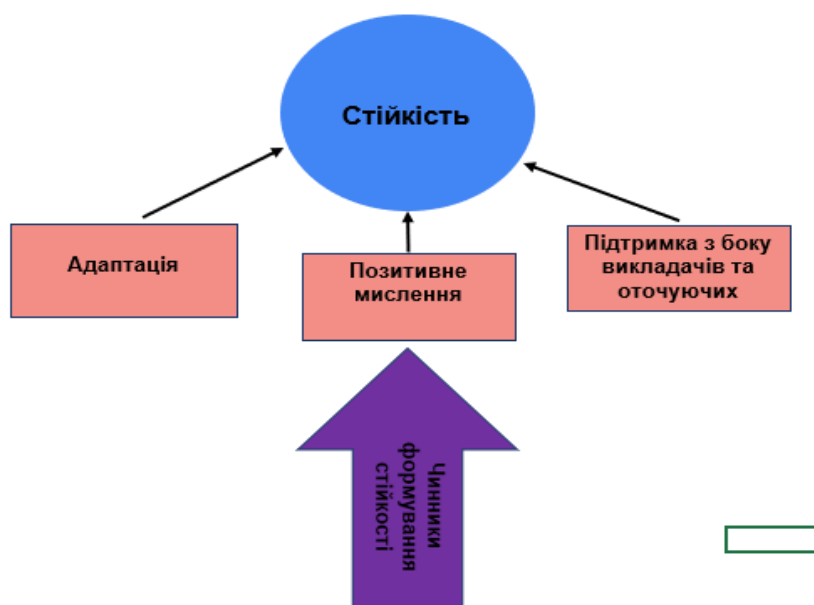 Стійкість
Адаптація
Позитивне
мислення
Підтримка з боку
викладачів та
оточуючих
Чинники
формування
стійкості